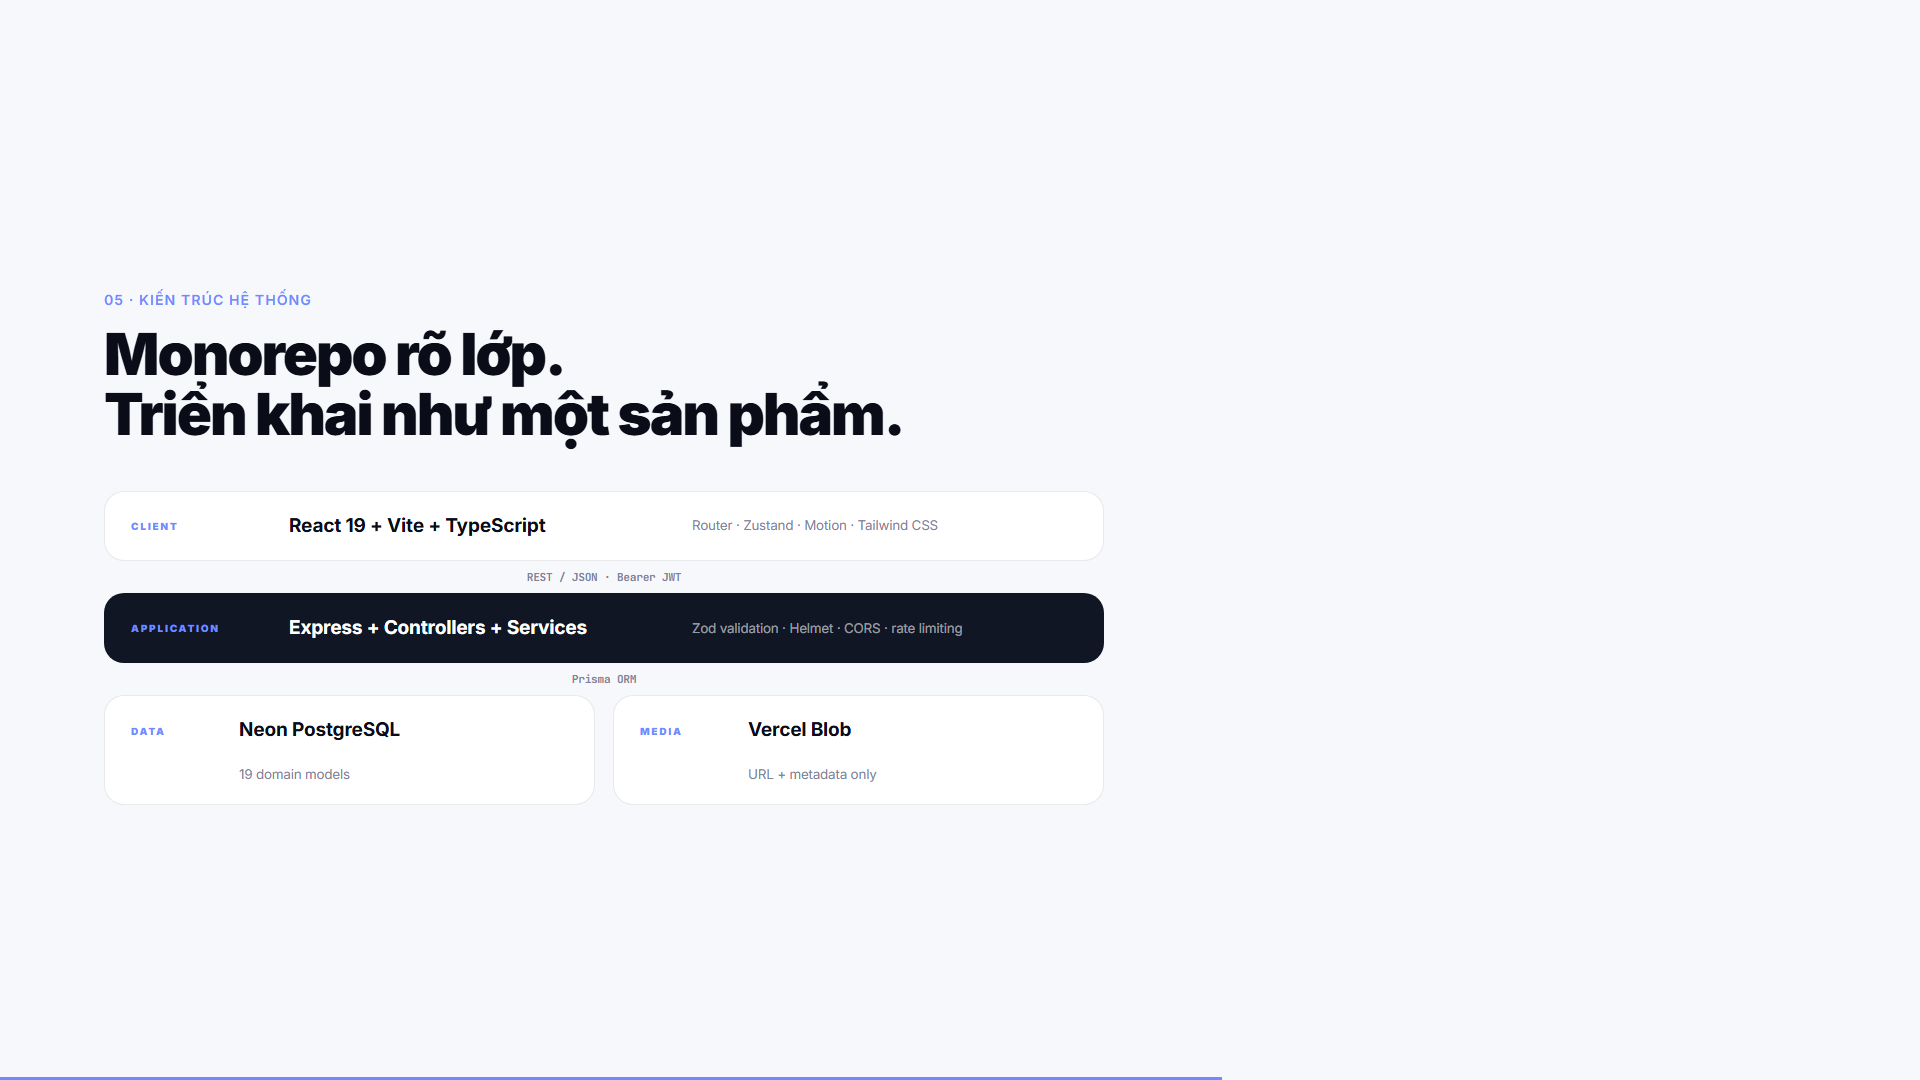 05 · KIẾN TRÚC HỆ THỐNG
Monorepo rõ lớp.
Triển khai như một sản phẩm.
CLIENT
React 19 + Vite + TypeScript
Router · Zustand · Motion · Tailwind CSS
REST / JSON · Bearer JWT
APPLICATION
Express + Controllers + Services
Zod validation · Helmet · CORS · rate limiting
Prisma ORM
DATA
Neon PostgreSQL
19 domain models
MEDIA
Vercel Blob
URL + metadata only